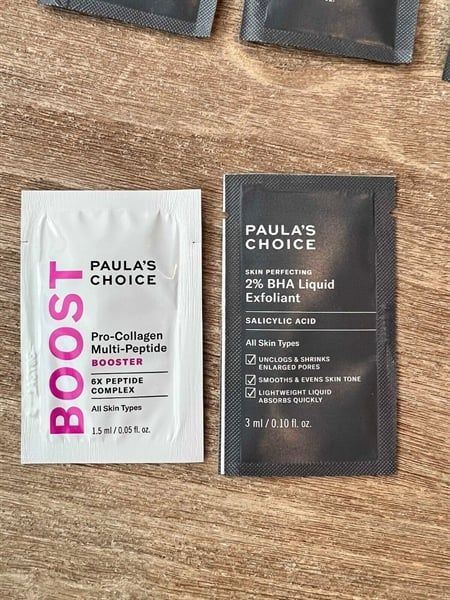 BOOST
PAULA'S
CHOICE
Pro-Collagen
Multi-Peptide
BOOSTER
6X PEPTIDE
COMPLEX
All Skin Types
1.5 ml / 0.05 fl. oz.
PAULA'S
CHOICE
SKIN PERFECTING
2% BHA Liquid
Exfoliant
SALICYLIC ACID
All Skin Types
UNCLOGS & SHRINKS
ENLARGED PORES
SMOOTHS & EVENS SKIN TONE
LIGHTWEIGHT LIQUID
ABSORBS QUICKLY
3 ml / 0.10 fl. oz.